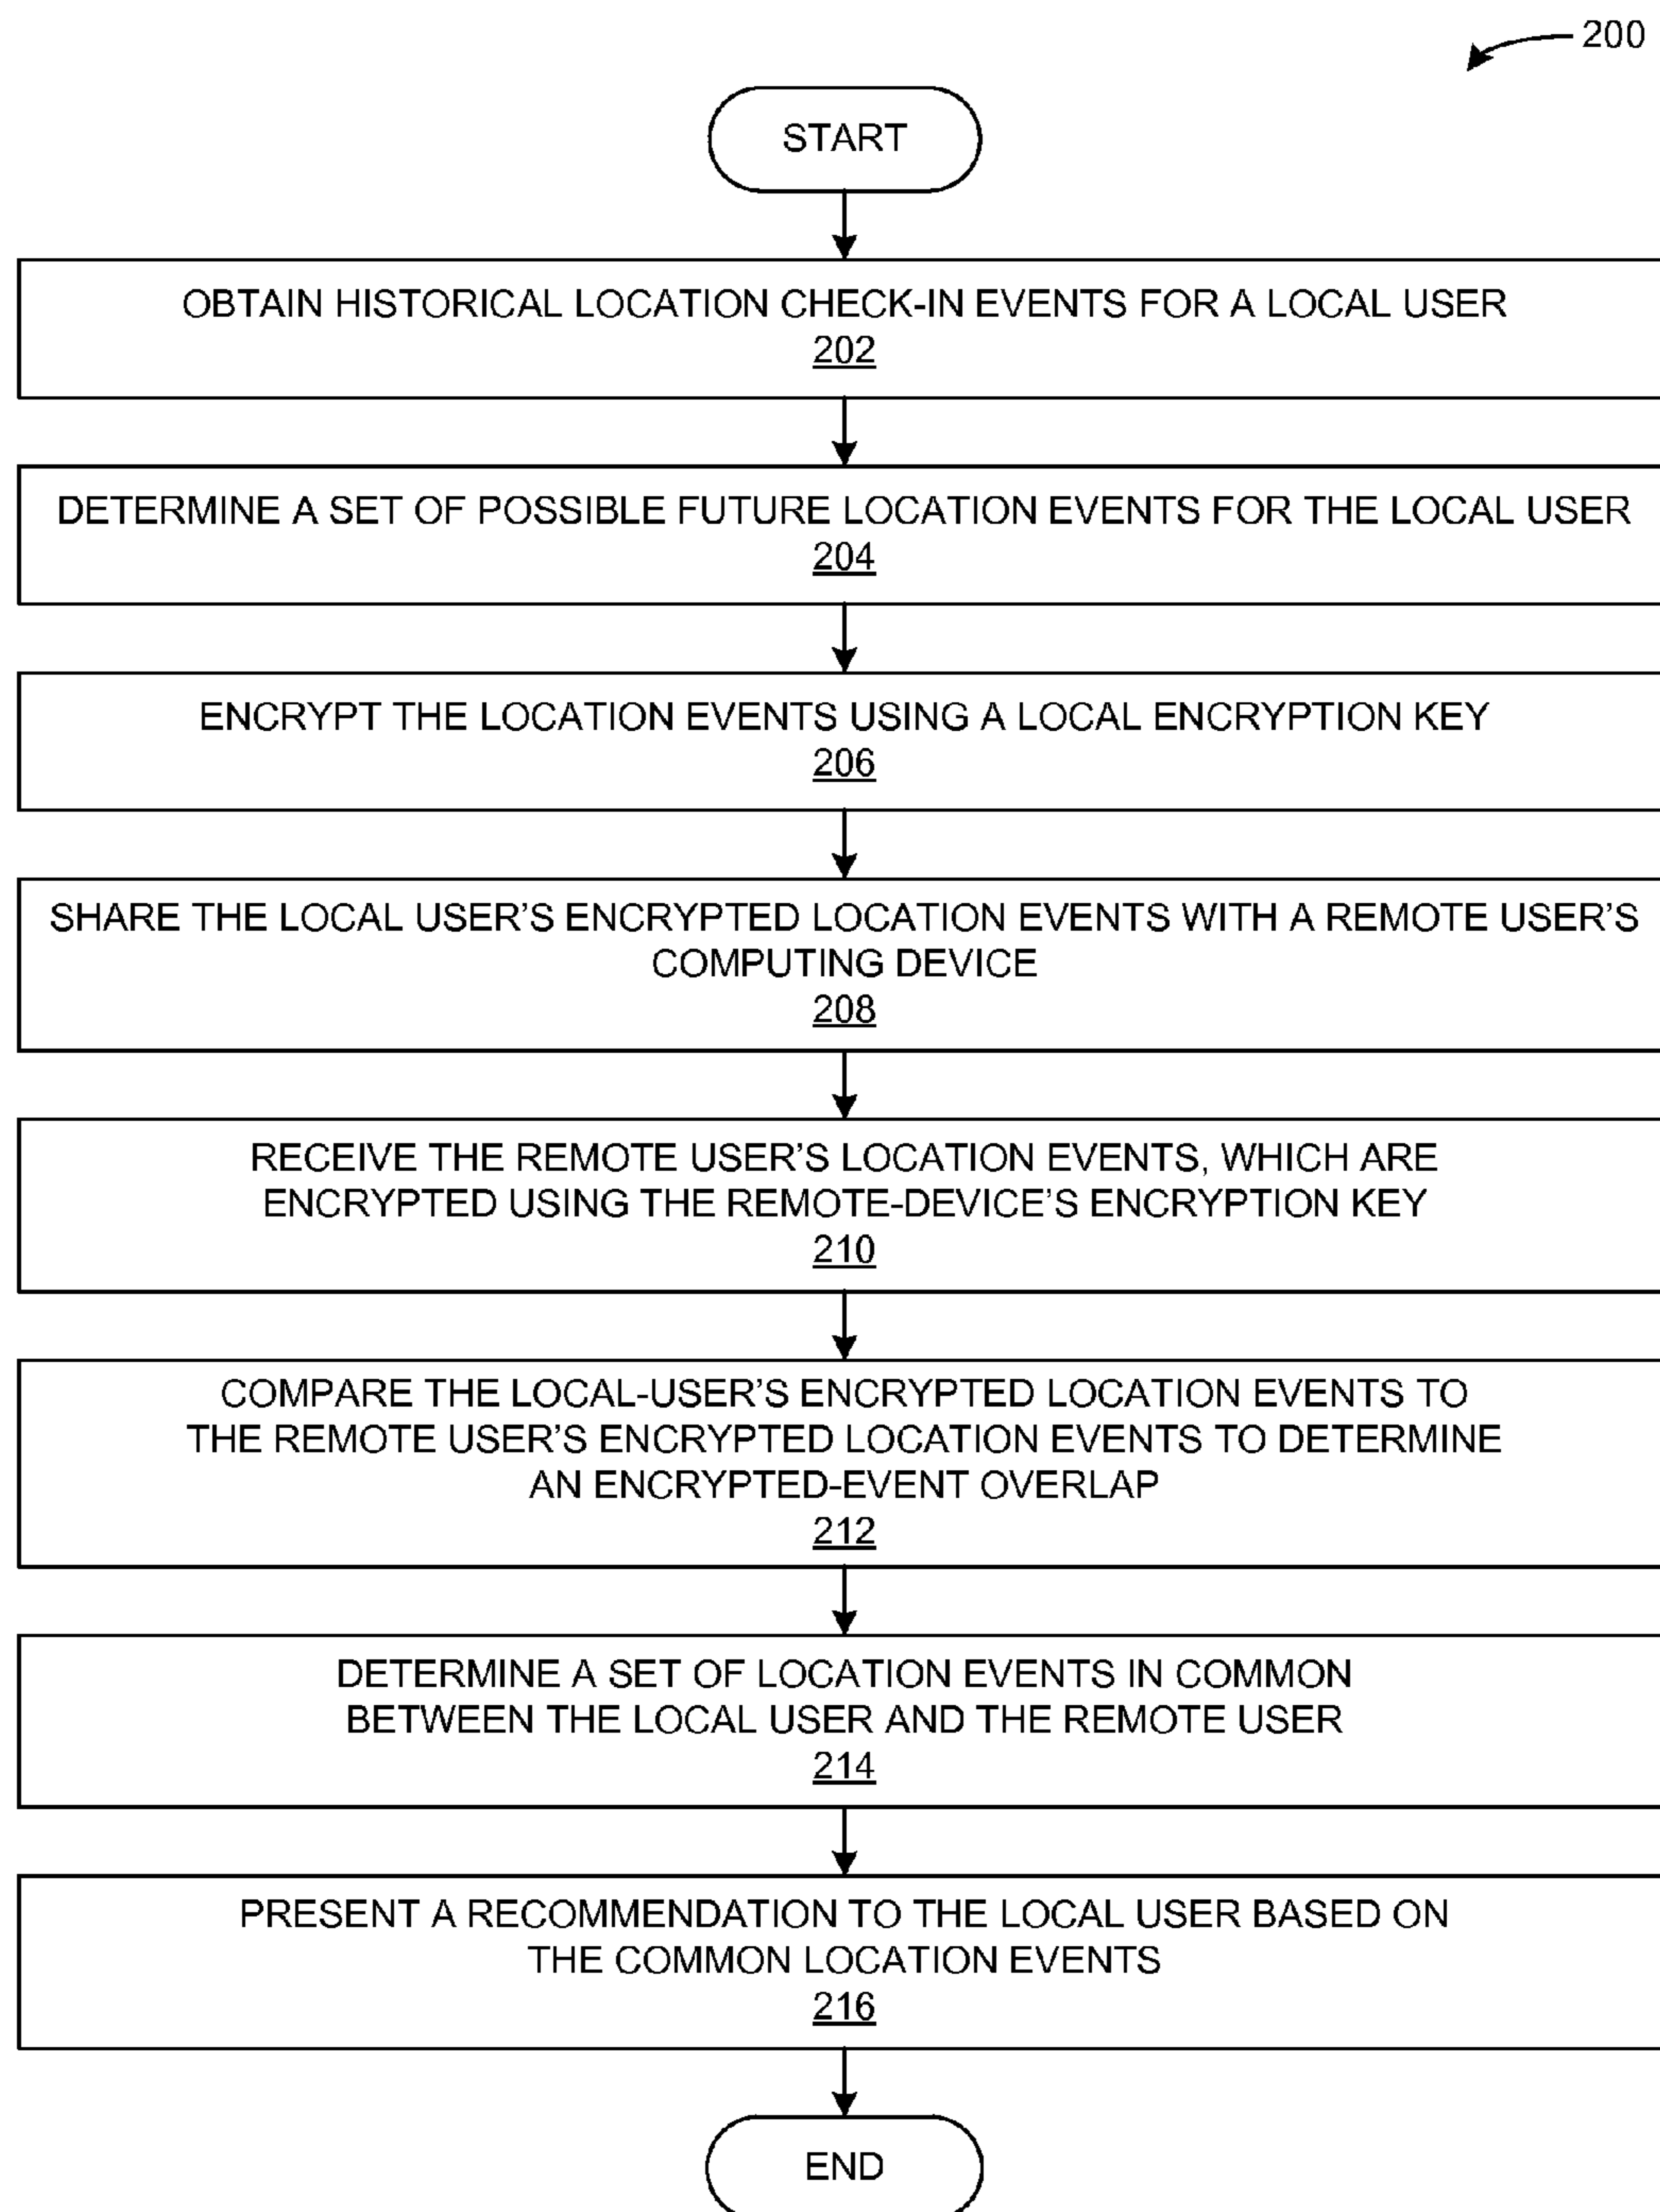 200
START
OBTAIN HISTORICAL LOCATION CHECK-IN EVENTS FOR A LOCAL USER
202
DETERMINE A SET OF POSSIBLE FUTURE LOCATION EVENTS FOR THE LOCAL USER
204
ENCRYPT THE LOCATION EVENTS USING A LOCAL ENCRYPTION KEY
206
SHARE THE LOCAL USER'S ENCRYPTED LOCATION EVENTS WITH A REMOTE USER'S
COMPUTING DEVICE
208
RECEIVE THE REMOTE USER'S LOCATION EVENTS, WHICH ARE
ENCRYPTED USING THE REMOTE-DEVICE'S ENCRYPTION KEY
210
COMPARE THE LOCAL-USER'S ENCRYPTED LOCATION EVENTS TO
THE REMOTE USER'S ENCRYPTED LOCATION EVENTS TO DETERMINE
AN ENCRYPTED-EVENT OVERLAP
212
DETERMINE A SET OF LOCATION EVENTS IN COMMON
BETWEEN THE LOCAL USER AND THE REMOTE USER
214
PRESENT A RECOMMENDATION TO THE LOCAL USER BASED ON
THE COMMON LOCATION EVENTS
216
END